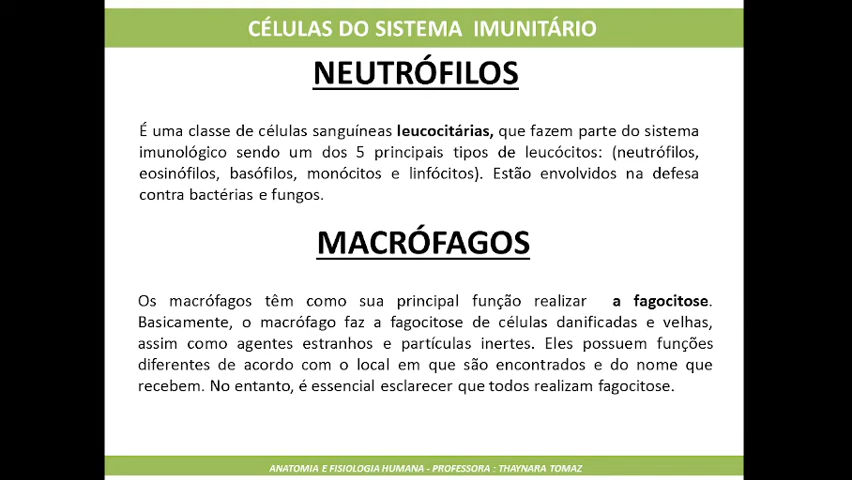 CÉLULAS DO SISTEMA IMUNITÁRIO
NEUTRÓFILOS
É uma classe de células sanguíneas leucocitárias, que fazem parte do sistema
imunológico sendo um dos 5 principais tipos de leucócitos: (neutrófilos,
eosinófilos, basófilos, monócitos e linfócitos). Estão envolvidos na defesa
contra bactérias e fungos.
MACRÓFAGOS
Os macrófagos têm como sua principal função realizar a fagocitose.
Basicamente, o macrófago faz a fagocitose de células danificadas e velhas,
assim como agentes estranhos e partículas inertes. Eles possuem funções
diferentes de acordo com o local em que são encontrados e do nome que
recebem. No entanto, é essencial esclarecer que todos realizam fagocitose.
ANATOMIA E FISIOLOGIA HUMANA - PROFESSORA : THAYNARA TOMAZ